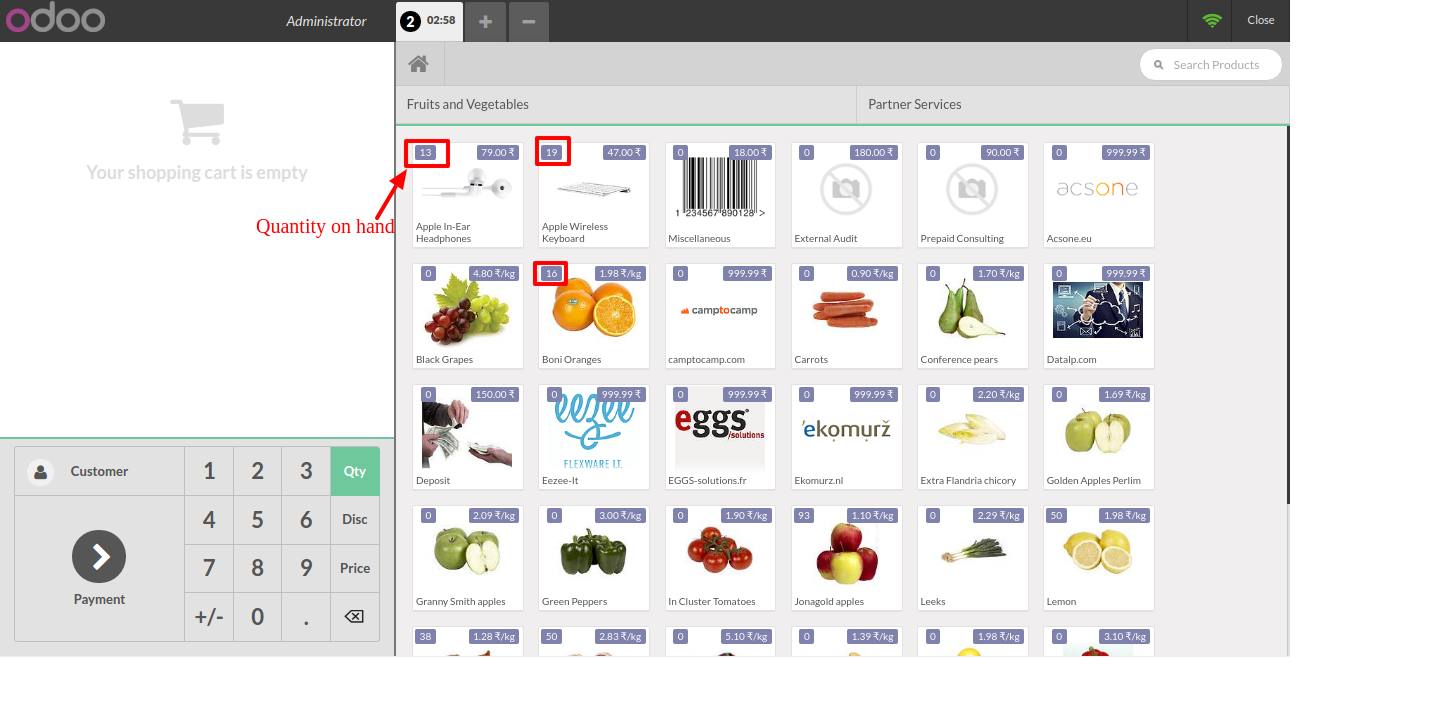 odoo
Administrator
2 02:58
Close
Search Products
Fruits and Vegetables
Partner Services
Your shopping cart is empty
Quantity on hand
13 79.00 ₹
Apple In-Ear
Headphones
19 47.00 ₹
Apple Wireless
Keyboard
0 18.00 ₹
1 234567 890128 >
Miscellaneous
0 180.00 ₹
External Audit
0 90.00 ₹
Prepaid Consulting
0 999.99 ₹
acsone
Acsone.eu
0 4.80 ₹/kg
Black Grapes
16 1.98 ₹/kg
Boni Oranges
0 999.99 ₹
camptocamp
camptocamp.com
0 0.90 ₹/kg
Carrots
0 1.70 ₹/kg
Conference pears
0 999.99 ₹
Datalp.com
0 150.00 ₹
Deposit
0 999.99 ₹
eezee
FLEXWARE I.T.
Eezee-It
0 999.99 ₹
eggs
/solutions
EGGS-solutions.fr
0 999.99 ₹
ekomurž
Ekomurz.nl
0 2.20 ₹/kg
Extra Flandria chicory
0 1.69 ₹/kg
Golden Apples Perlim
0 2.09 ₹/kg
Granny Smith apples
0 3.00 ₹/kg
Green Peppers
0 1.90 ₹/kg
In Cluster Tomatoes
93 1.10 ₹/kg
Jonagold apples
0 2.29 ₹/kg
Leeks
50 1.98 ₹/kg
Lemon
38 1.28 ₹/kg
50 2.83 ₹/kg
0 5.10 ₹/kg
0 1.39 ₹/kg
0 1.98 ₹/kg
0 3.10 ₹/kg
Customer
Payment
1 2 3 Qty
4 5 6 Disc
7 8 9 Price
+/- 0 .